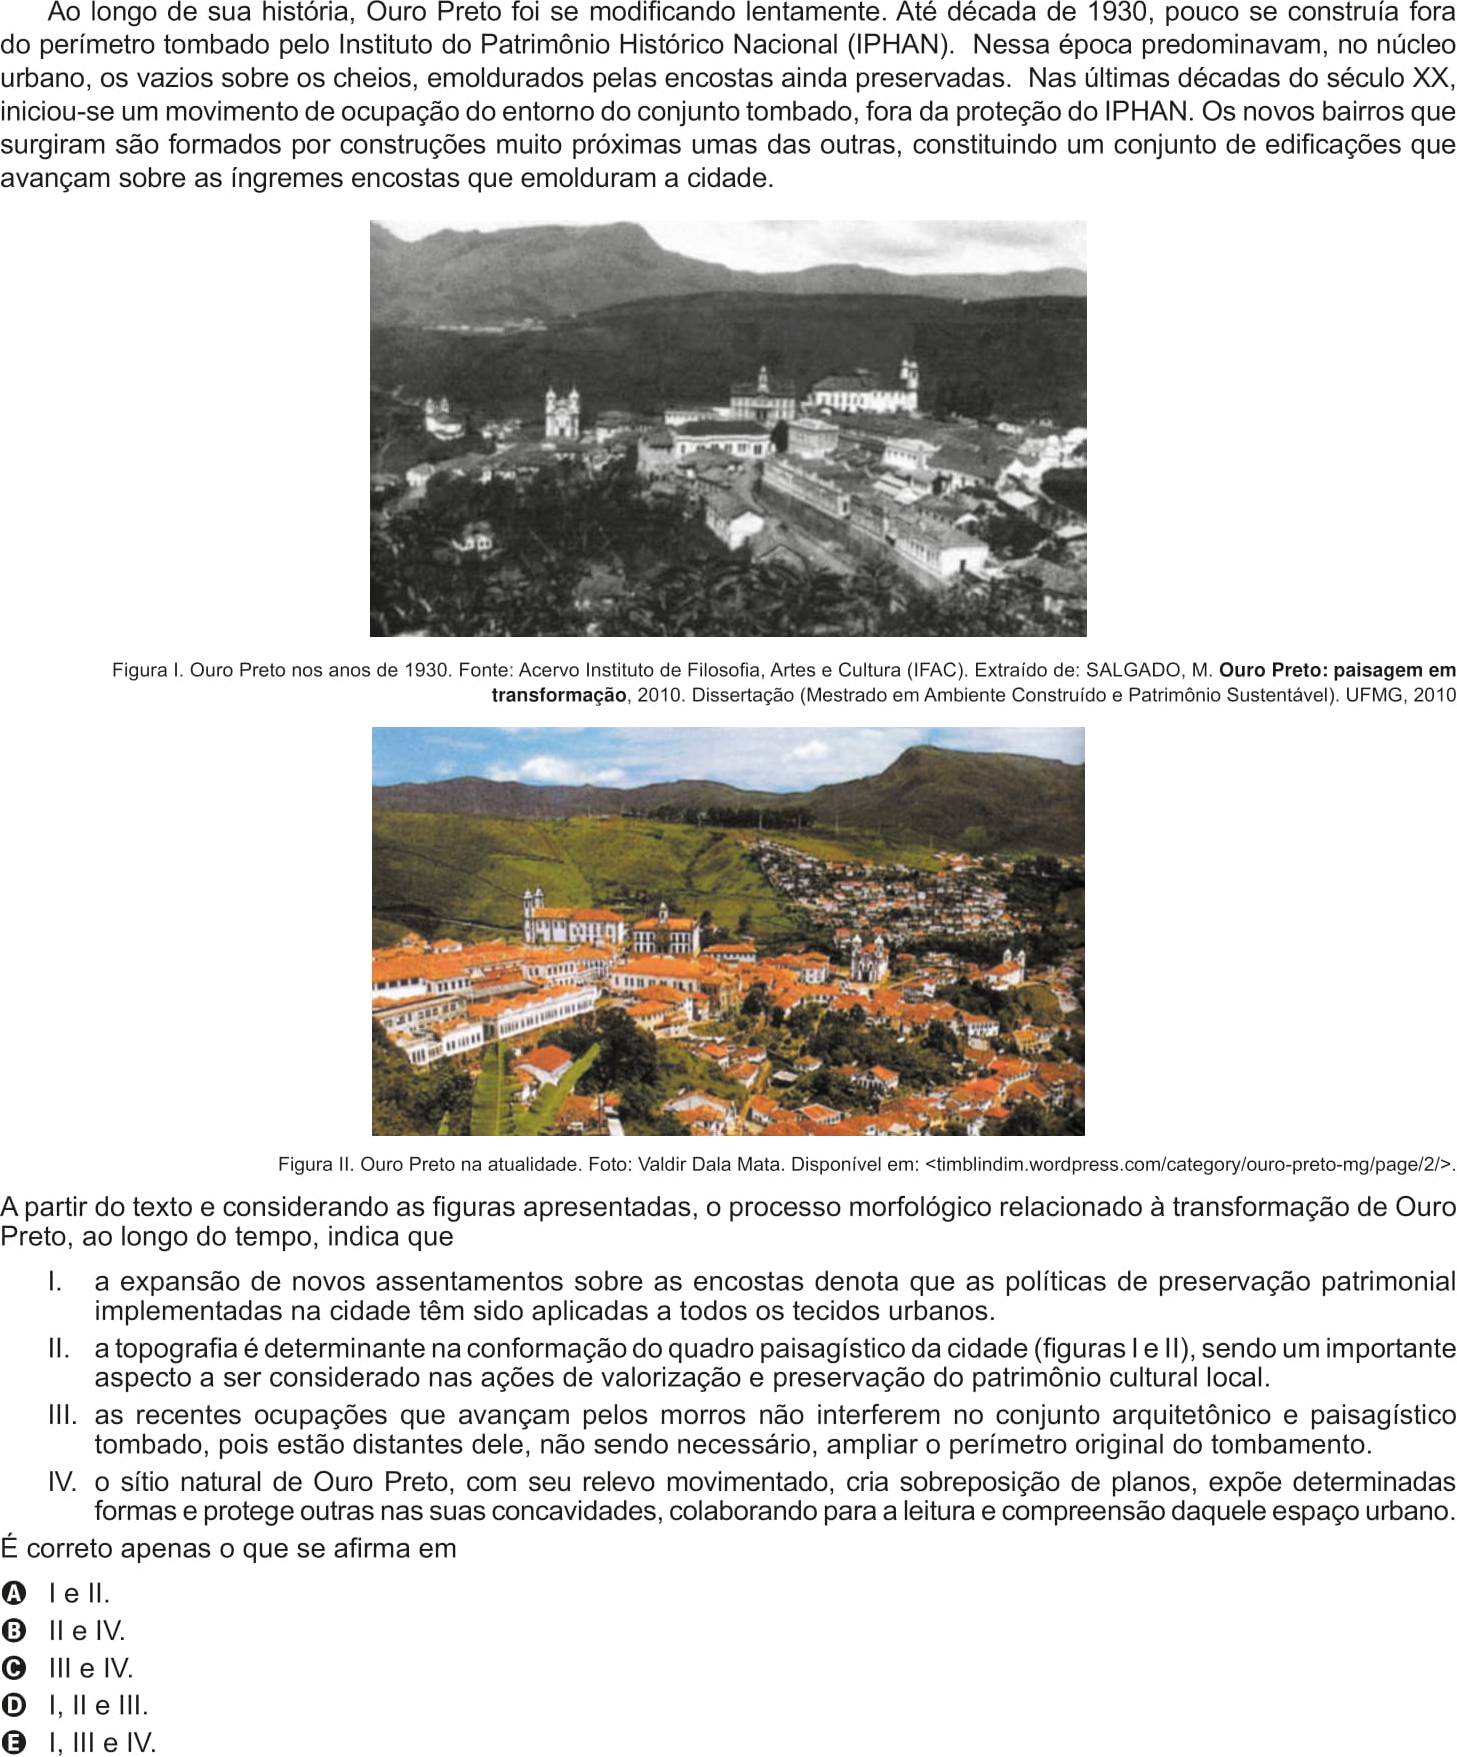 Ao longo de sua história, Ouro Preto foi se modificando lentamente. Até década de 1930, pouco se construía fora
do perímetro tombado pelo Instituto do Patrimônio Histórico Nacional (IPHAN). Nessa época predominavam, no núcleo
urbano, os vazios sobre os cheios, emoldurados pelas encostas ainda preservadas. Nas últimas décadas do século XX,
iniciou-se um movimento de ocupação do entorno do conjunto tombado, fora da proteção do IPHAN. Os novos bairros que
surgiram são formados por construções muito próximas umas das outras, constituindo um conjunto de edificações que
avançam sobre as íngremes encostas que emolduram a cidade.
Figura I. Ouro Preto nos anos de 1930. Fonte: Acervo Instituto de Filosofia, Artes e Cultura (IFAC). Extraído de: SALGADO, M. Ouro Preto: paisagem em
transformação, 2010. Dissertação (Mestrado em Ambiente Construído e Patrimônio Sustentável). UFMG, 2010
Figura II. Ouro Preto na atualidade. Foto: Valdir Dala Mata. Disponível em: <timblindim.wordpress.com/category/ouro-preto-mg/page/2/>.
A partir do texto e considerando as figuras apresentadas, o processo morfológico relacionado à transformação de Ouro
Preto, ao longo do tempo, indica que
I. a expansão de novos assentamentos sobre as encostas denota que as políticas de preservação patrimonial
implementadas na cidade têm sido aplicadas a todos os tecidos urbanos.
II. a topografia é determinante na conformação do quadro paisagístico da cidade (figuras I e II), sendo um importante
aspecto a ser considerado nas ações de valorização e preservação do patrimônio cultural local.
III. as recentes ocupações que avançam pelos morros não interferem no conjunto arquitetônico e paisagístico
tombado, pois estão distantes dele, não sendo necessário, ampliar o perímetro original do tombamento.
IV. o sítio natural de Ouro Preto, com seu relevo movimentado, cria sobreposição de planos, expõe determinadas
formas e protege outras nas suas concavidades, colaborando para a leitura e compreensão daquele espaço urbano.
É correto apenas o que se afirma em
A I e II.
B II e IV.
C III e IV.
D I, II e III.
E I, III e IV.